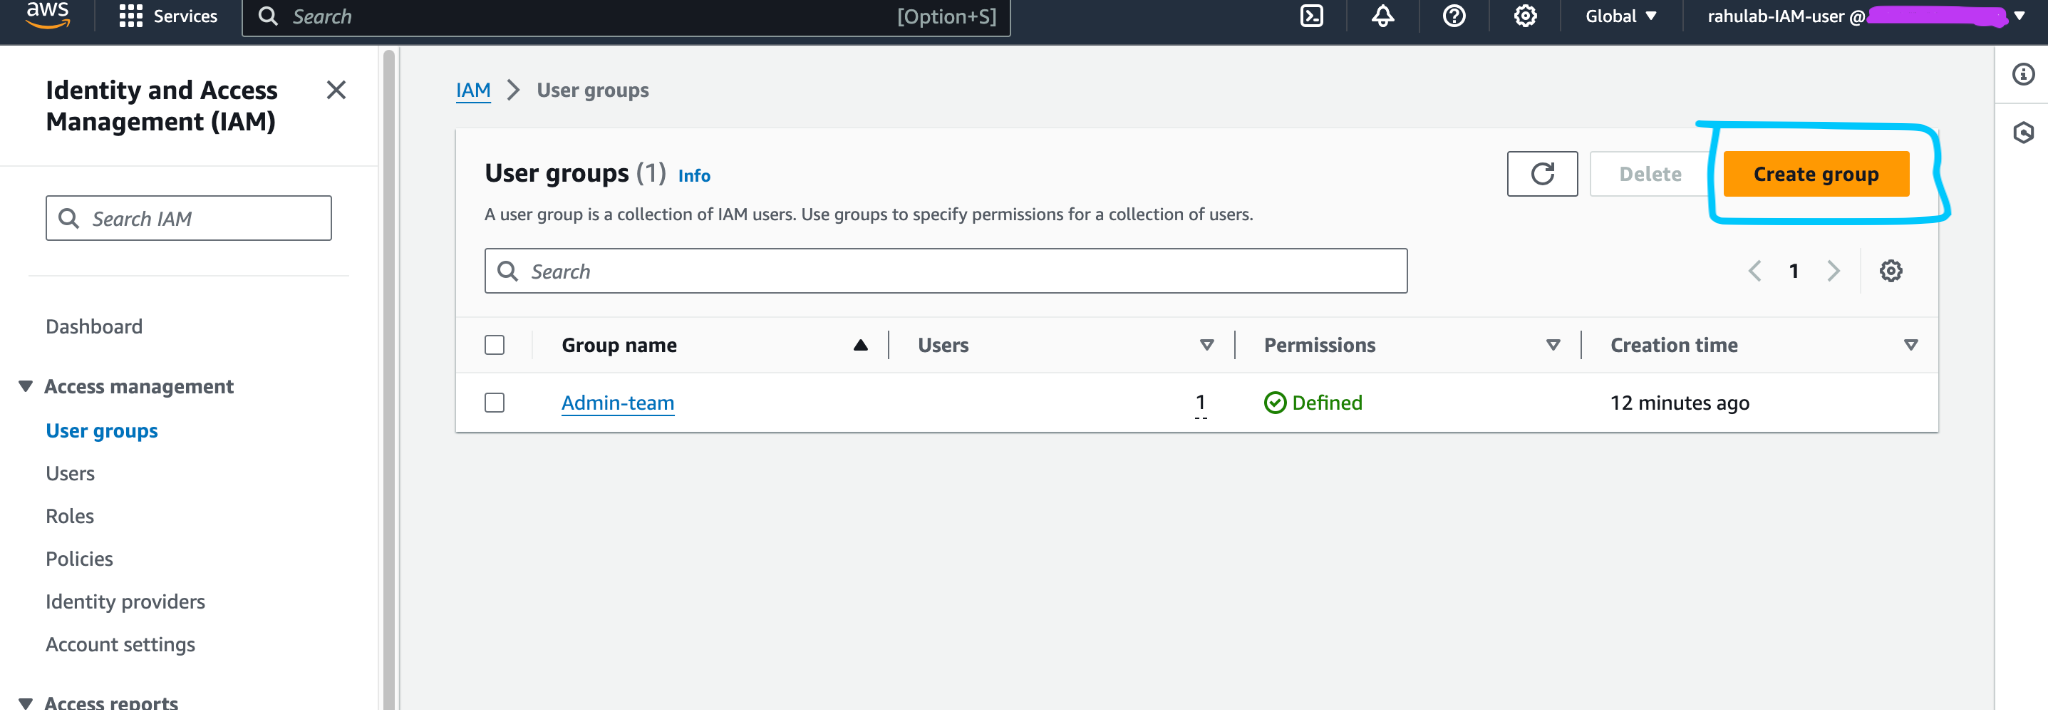 aws
Services
Search
[Option+S]
Global
rahulab-IAM-user @
Identity and Access
Management (IAM)
Search IAM
Dashboard
Access management
User groups
Users
Roles
Policies
Identity providers
Account settings
Access reports
IAM
User groups
User groups (1) Info
Delete
Create group
A user group is a collection of IAM users. Use groups to specify permissions for a collection of users.
Search
1
Group name Users Permissions Creation time
Admin-team 1 Defined 12 minutes ago